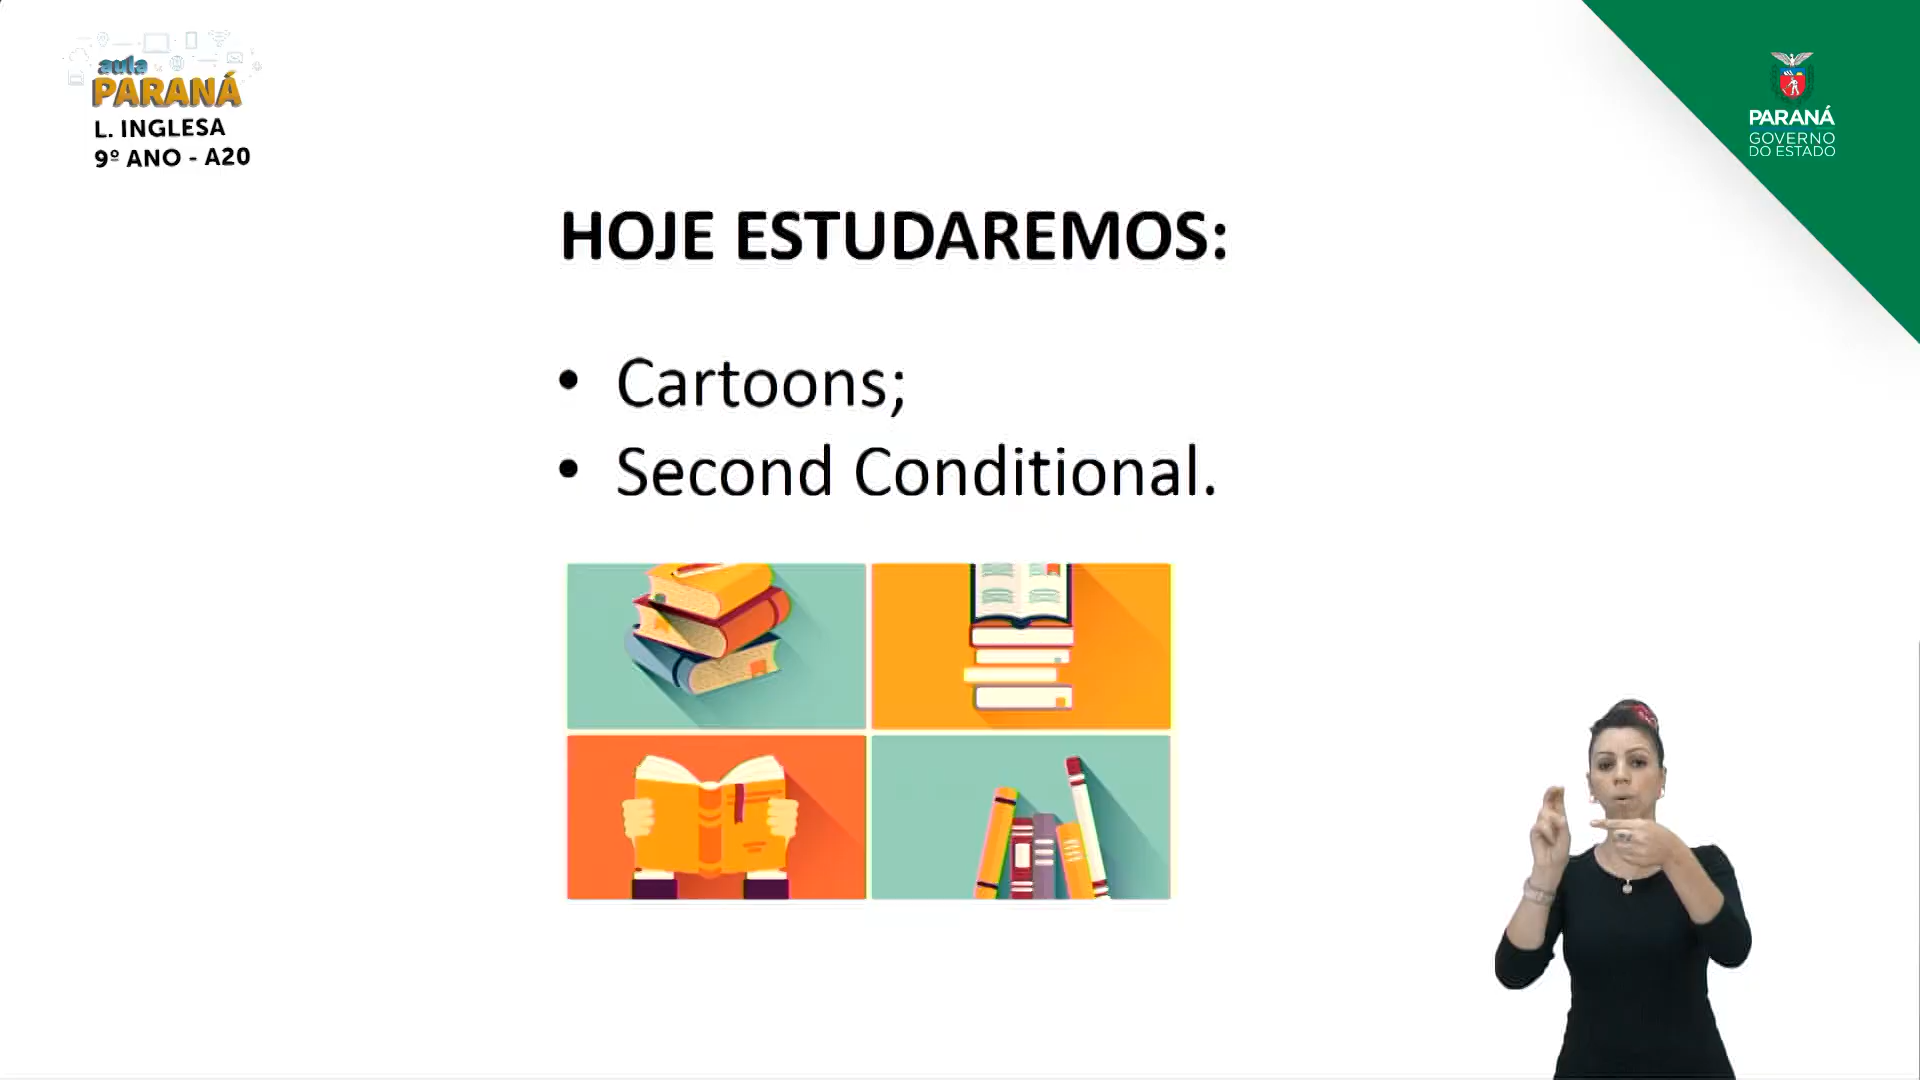 aula
PARANÁ
L. INGLESA
9º ANO - A20
PARANÁ
GOVERNO
DO ESTADO
HOJE ESTUDAREMOS:
• Cartoons;
• Second Conditional.